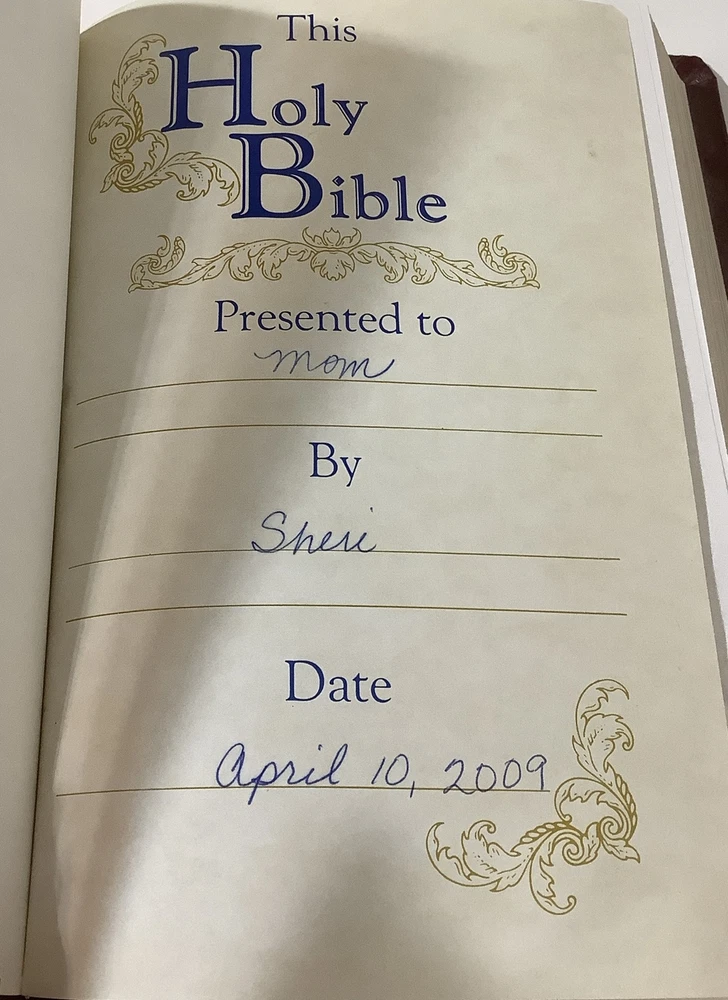 This
Holy
Bible
Presented to
Mom
By
Sheri
Date
April 10, 2009